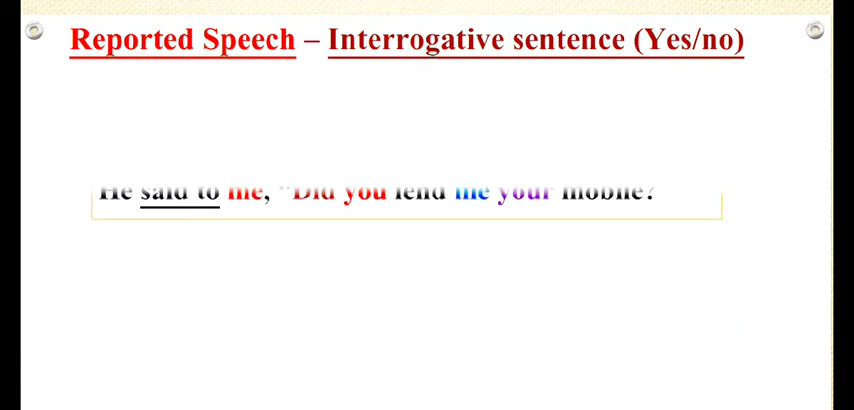 Reported Speech – Interrogative sentence (Yes/no)
He said to me, "Did you lend me your mobile?